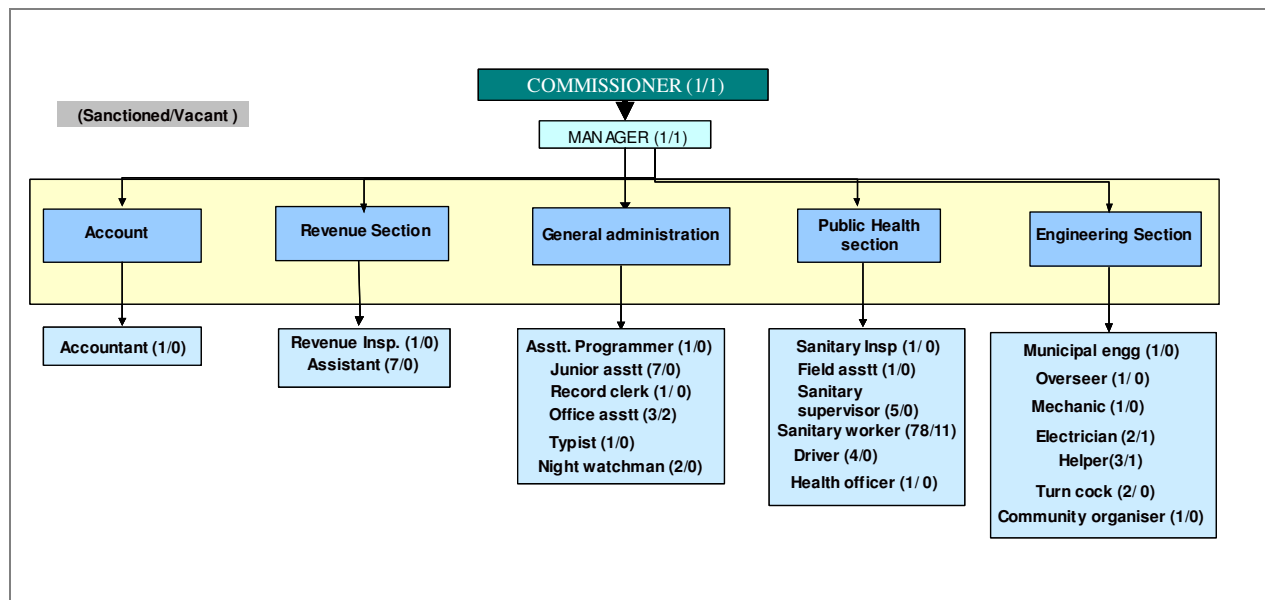 COMMISSIONER (1/1)
(Sanctioned/Vacant )
MANAGER (1/1)
Account
Revenue Section
General administration
Public Health
section
Engineering Section
Accountant (1/0)
Revenue Insp. (1/0)
Assistant (7/0)
Asstt. Programmer (1/0)
Junior asstt (7/0)
Record clerk (1/ 0)
Office asstt (3/2)
Typist (1/0)
Night watchman (2/0)
Sanitary Insp (1/ 0)
Field asstt (1/0)
Sanitary
supervisor (5/0)
Sanitary worker (78/11)
Driver (4/0)
Health officer (1/ 0)
Municipal engg (1/0)
Overseer (1/ 0)
Mechanic (1/0)
Electrician (2/1)
Helper(3/1)
Turn cock (2/ 0)
Community organiser (1/0)